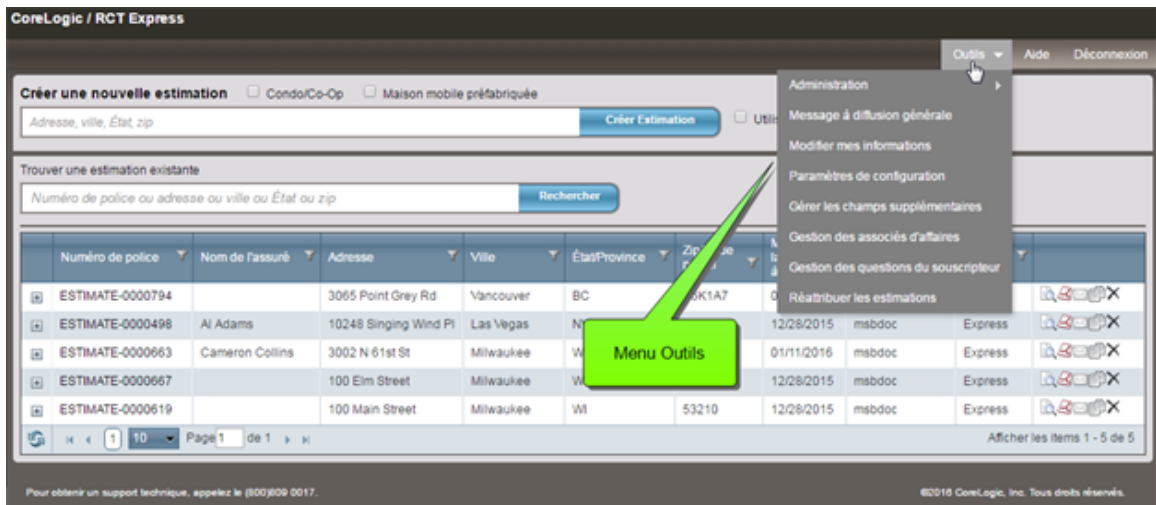 CoreLogic / RCT Express
Outils Aide Déconnexion
Créer une nouvelle estimation Condo/Co-Op Maison mobile préfabriquée
Adresse, ville, État, zip
Créer Estimation
Administration
Message à diffusion générale
Modifier mes informations
Paramètres de configuration
Gérer les champs supplémentaires
Gestion des associés d'affaires
Gestion des questions du souscripteur
Réattribuer les estimations
Trouver une estimation existante
Numéro de police ou adresse ou ville ou État ou zip
Rechercher
Menu Outils
Numéro de police Nom de l'assuré Adresse Ville État/Province
ESTIMATE-0000794 3065 Point Grey Rd Vancouver BC
ESTIMATE-0000498 Al Adams 10248 Singing Wind Pl Las Vegas 12/28/2015 msbdoc Express
ESTIMATE-0000663 Cameron Collins 3002 N 61st St Milwaukee 01/11/2016 msbdoc Express
ESTIMATE-0000667 100 Elm Street Milwaukee 12/28/2015 msbdoc Express
ESTIMATE-0000619 100 Main Street Milwaukee WI 53210 12/28/2015 msbdoc Express
1 10 Page 1 de 1 Afficher les items 1 - 5 de 5
Pour obtenir un support technique, appelez le (800)809 0017. ©2016 CoreLogic, Inc. Tous droits réservés.